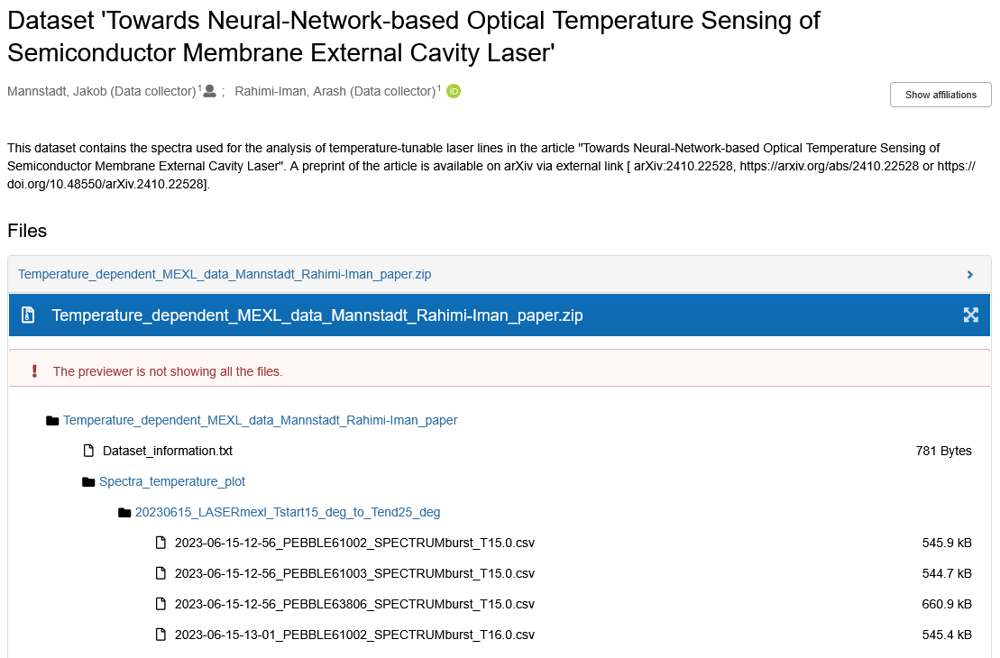 Dataset 'Towards Neural-Network-based Optical Temperature Sensing of
Semiconductor Membrane External Cavity Laser'
Mannstadt, Jakob (Data collector)1 ; Rahimi-Iman, Arash (Data collector)1 iD
Show affiliations
This dataset contains the spectra used for the analysis of temperature-tunable laser lines in the article "Towards Neural-Network-based Optical Temperature Sensing of
Semiconductor Membrane External Cavity Laser". A preprint of the article is available on arXiv via external link [ arXiv:2410.22528, https://arxiv.org/abs/2410.22528 or https://
doi.org/10.48550/arXiv.2410.22528].
Files
Temperature_dependent_MEXL_data_Mannstadt_Rahimi-Iman_paper.zip
Temperature_dependent_MEXL_data_Mannstadt_Rahimi-Iman_paper.zip
The previewer is not showing all the files.
Temperature_dependent_MEXL_data_Mannstadt_Rahimi-Iman_paper
Dataset_information.txt 781 Bytes
Spectra_temperature_plot
20230615_LASERmexl_Tstart15_deg_to_Tend25_deg
2023-06-15-12-56_PEBBLE61002_SPECTRUMburst_T15.0.csv 545.9 kB
2023-06-15-12-56_PEBBLE61003_SPECTRUMburst_T15.0.csv 544.7 kB
2023-06-15-12-56_PEBBLE63806_SPECTRUMburst_T15.0.csv 660.9 kB
2023-06-15-13-01_PEBBLE61002_SPECTRUMburst_T16.0.csv 545.4 kB